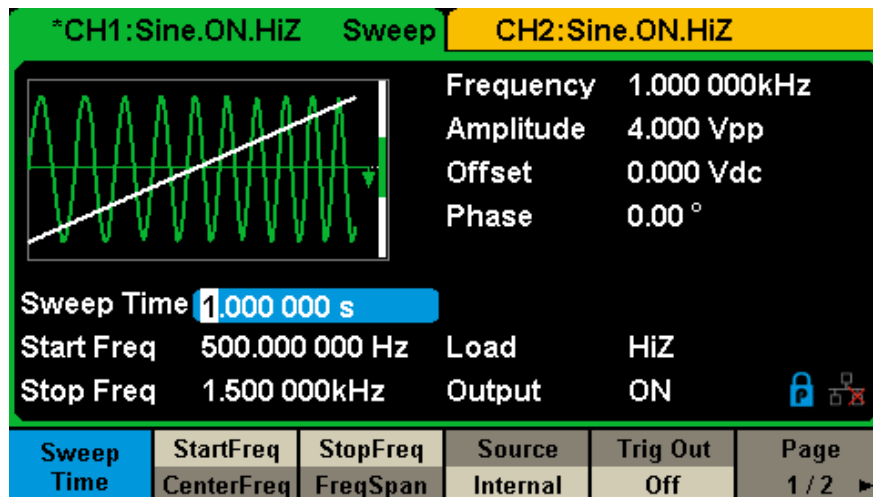 *CH1:Sine.ON.HiZ Sweep CH2:Sine.ON.HiZ
Frequency 1.000 000kHz
Amplitude 4.000 Vpp
Offset 0.000 Vdc
Phase 0.00 °
Sweep Time 1.000 000 s
Start Freq 500.000 000 Hz Load HiZ
Stop Freq 1.500 000kHz Output ON P
Sweep StartFreq StopFreq Source Trig Out Page
Time CenterFreq FreqSpan Internal Off 1/2 ►